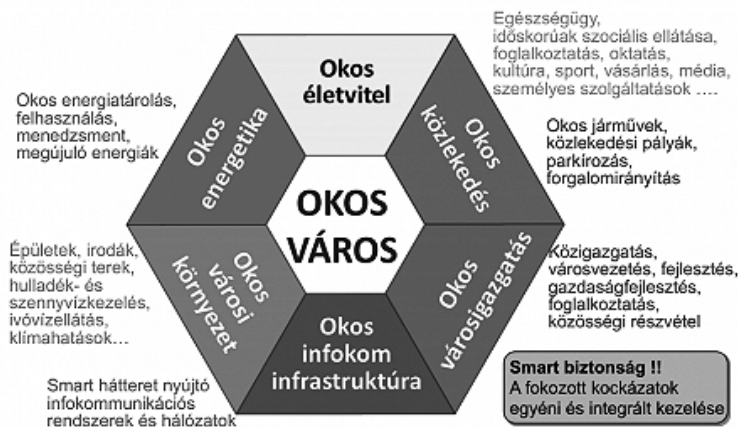 Egészségügy,
időskorúak szociális ellátása,
foglalkoztatás, oktatás,
kultúra, sport, vásárlás, média,
személyes szolgáltatások ….
Okos
életvitel
Okos energiatárolás,
felhasználás,
menedzsment,
megújuló energiák
Okos
energetika
Okos
közlekedés
Okos járművek,
közlekedési pályák,
parkírozás,
forgalomirányítás
OKOS
VÁROS
Épületek, irodák,
közösségi terek,
hulladék- és
szennyvízkezelés,
ivóvízellátás,
klímahatások…
Okos
városi
környezet
Okos
városigazgatás
Közigazgatás,
városvezetés, fejlesztés,
gazdaságfejlesztés,
foglalkoztatás,
közösségi részvétel
Okos
infokom
infrastruktúra
Smart hátteret nyújtó
infokommunikációs
rendszerek és hálózatok
Smart biztonság !!
A fokozott kockázatok
egyéni és integrált kezelése